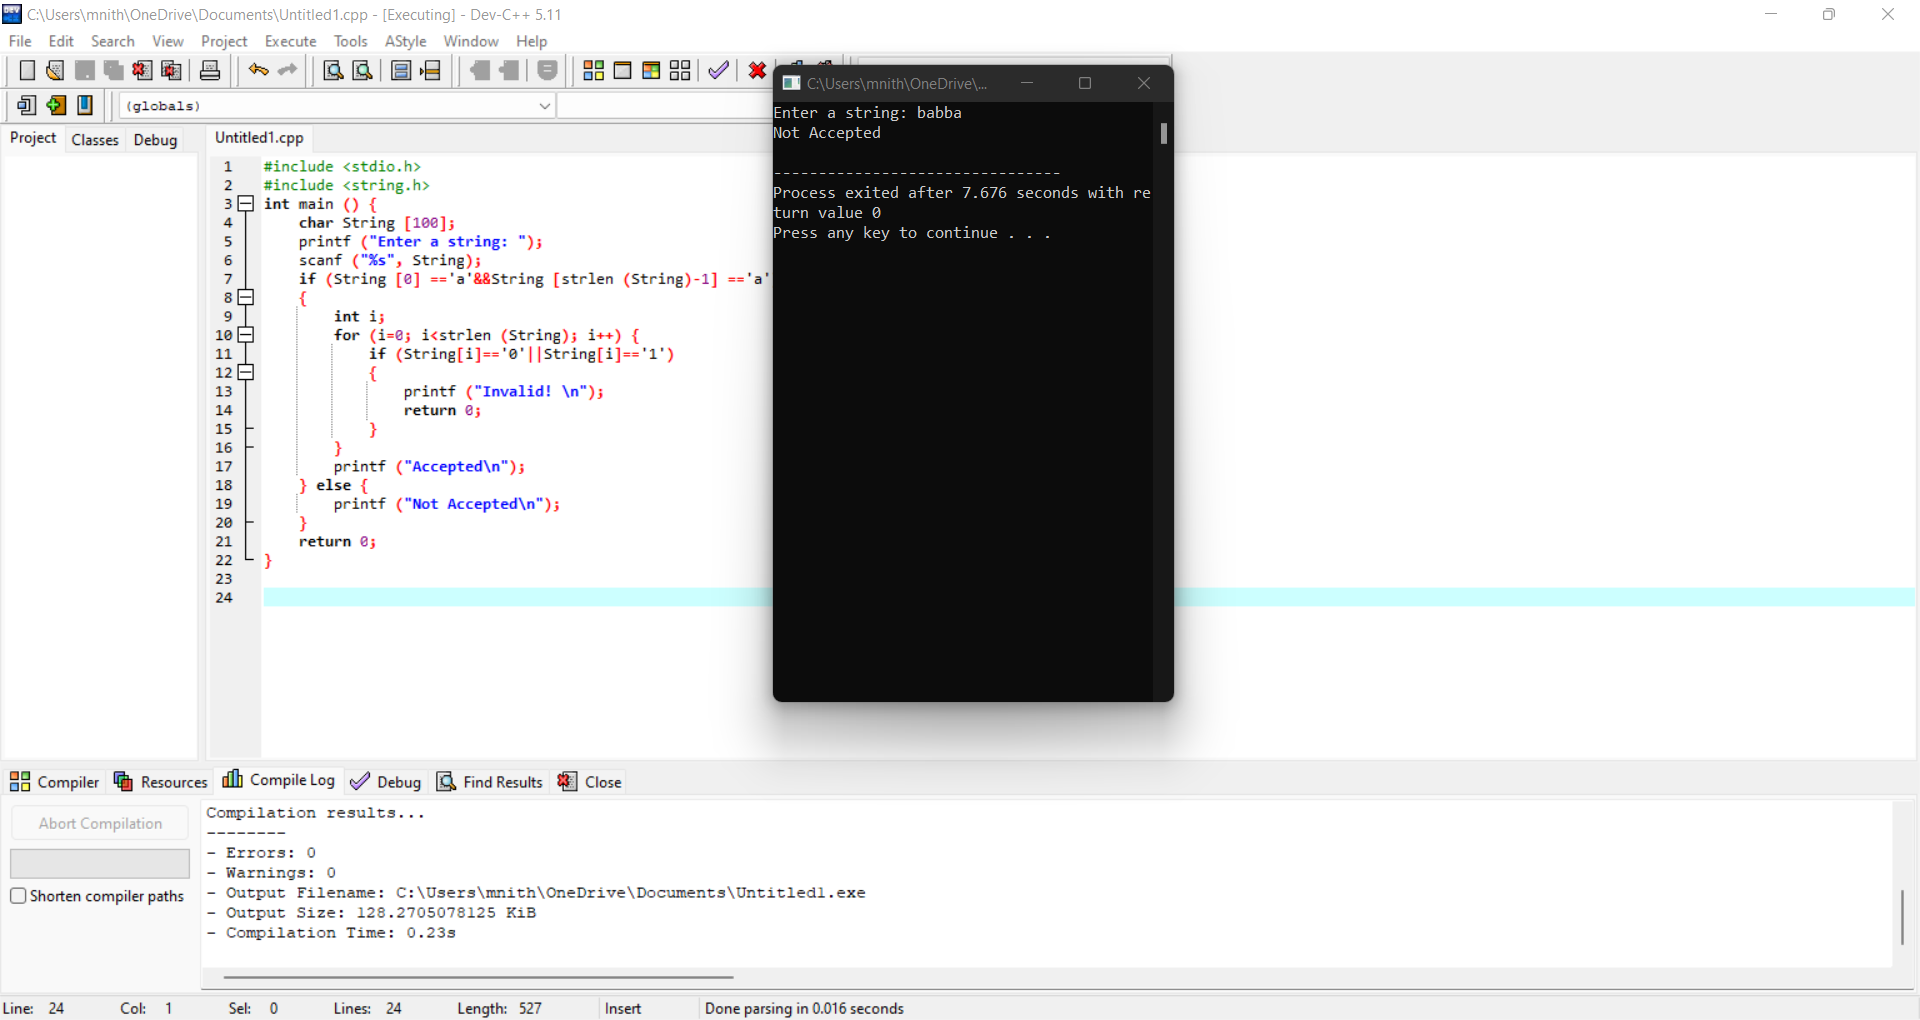 C:\Users\mnith\OneDrive\Documents\Untitled1.cpp - [Executing] - Dev-C++ 5.11
File Edit Search View Project Execute Tools AStyle Window Help
(globals)
Project Classes Debug
Untitled1.cpp
1 #include <stdio.h>
2 #include <string.h>
3 int main () {
4 char String [100];
5 printf ("Enter a string: ");
6 scanf ("%s", String);
7 if (String [0] =='a'&&String [strlen (String)-1] =='a'
8 {
9 int i;
10 for (i=0; i<strlen (String); i++) {
11 if (String[i]=='0'||String[i]=='1')
12 {
13 printf ("Invalid! \n");
14 return 0;
15 }
16 }
17 printf ("Accepted\n");
18 } else {
19 printf ("Not Accepted\n");
20 }
21 return 0;
22 }
23
24
C:\Users\mnith\OneDrive\...
Enter a string: babba
Not Accepted
--------------------------------
Process exited after 7.676 seconds with re
turn value 0
Press any key to continue . . .
Compiler Resources Compile Log Debug Find Results Close
Abort Compilation
Shorten compiler paths
Compilation results...
--------
- Errors: 0
- Warnings: 0
- Output Filename: C:\Users\mnith\OneDrive\Documents\Untitled1.exe
- Output Size: 128.2705078125 KiB
- Compilation Time: 0.23s
Line: 24 Col: 1 Sel: 0 Lines: 24 Length: 527 Insert Done parsing in 0.016 seconds